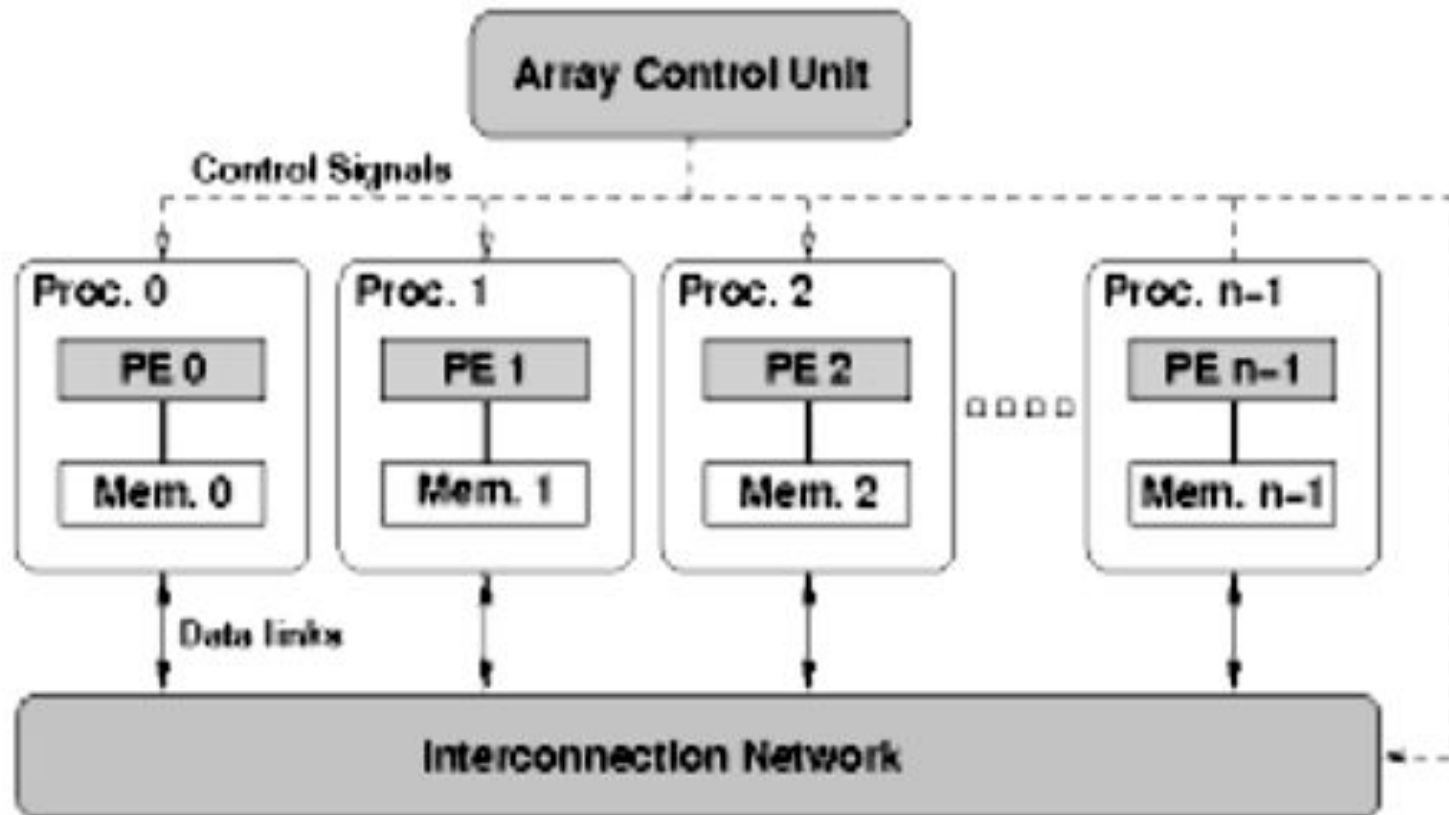 Array Control Unit
Control Signals
Proc. 0
Proc. 1
Proc. 2
Proc. n-1
PE 0
PE 1
PE 2
PE n-1
Mem. 0
Mem. 1
Mem. 2
Mem. n-1
Data links
Interconnection Network